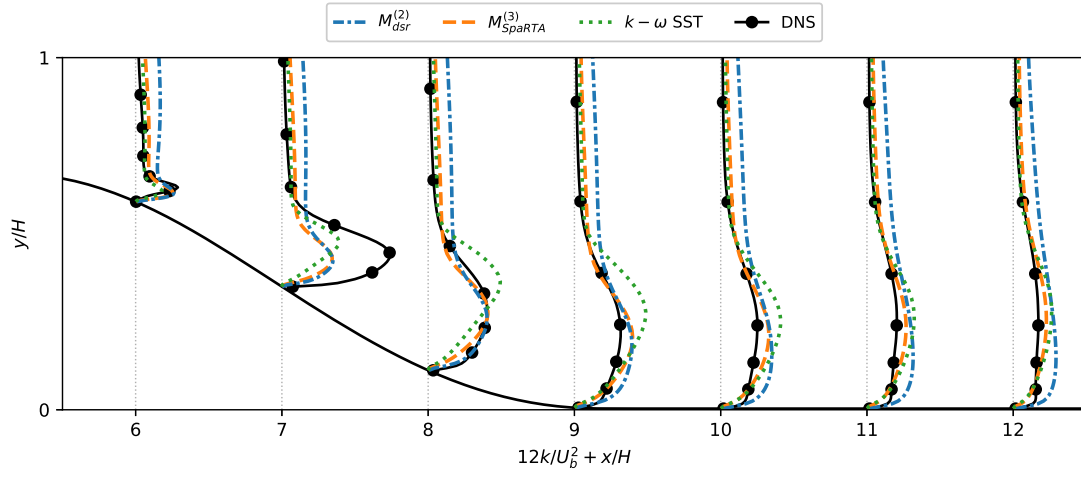 M_{dsr}^{(2)} M_{SpaRTA}^{(3)} k − ω SST DNS
1
y/H
0
6 7 8 9 10 11 12
12k/U_b^2 + x/H